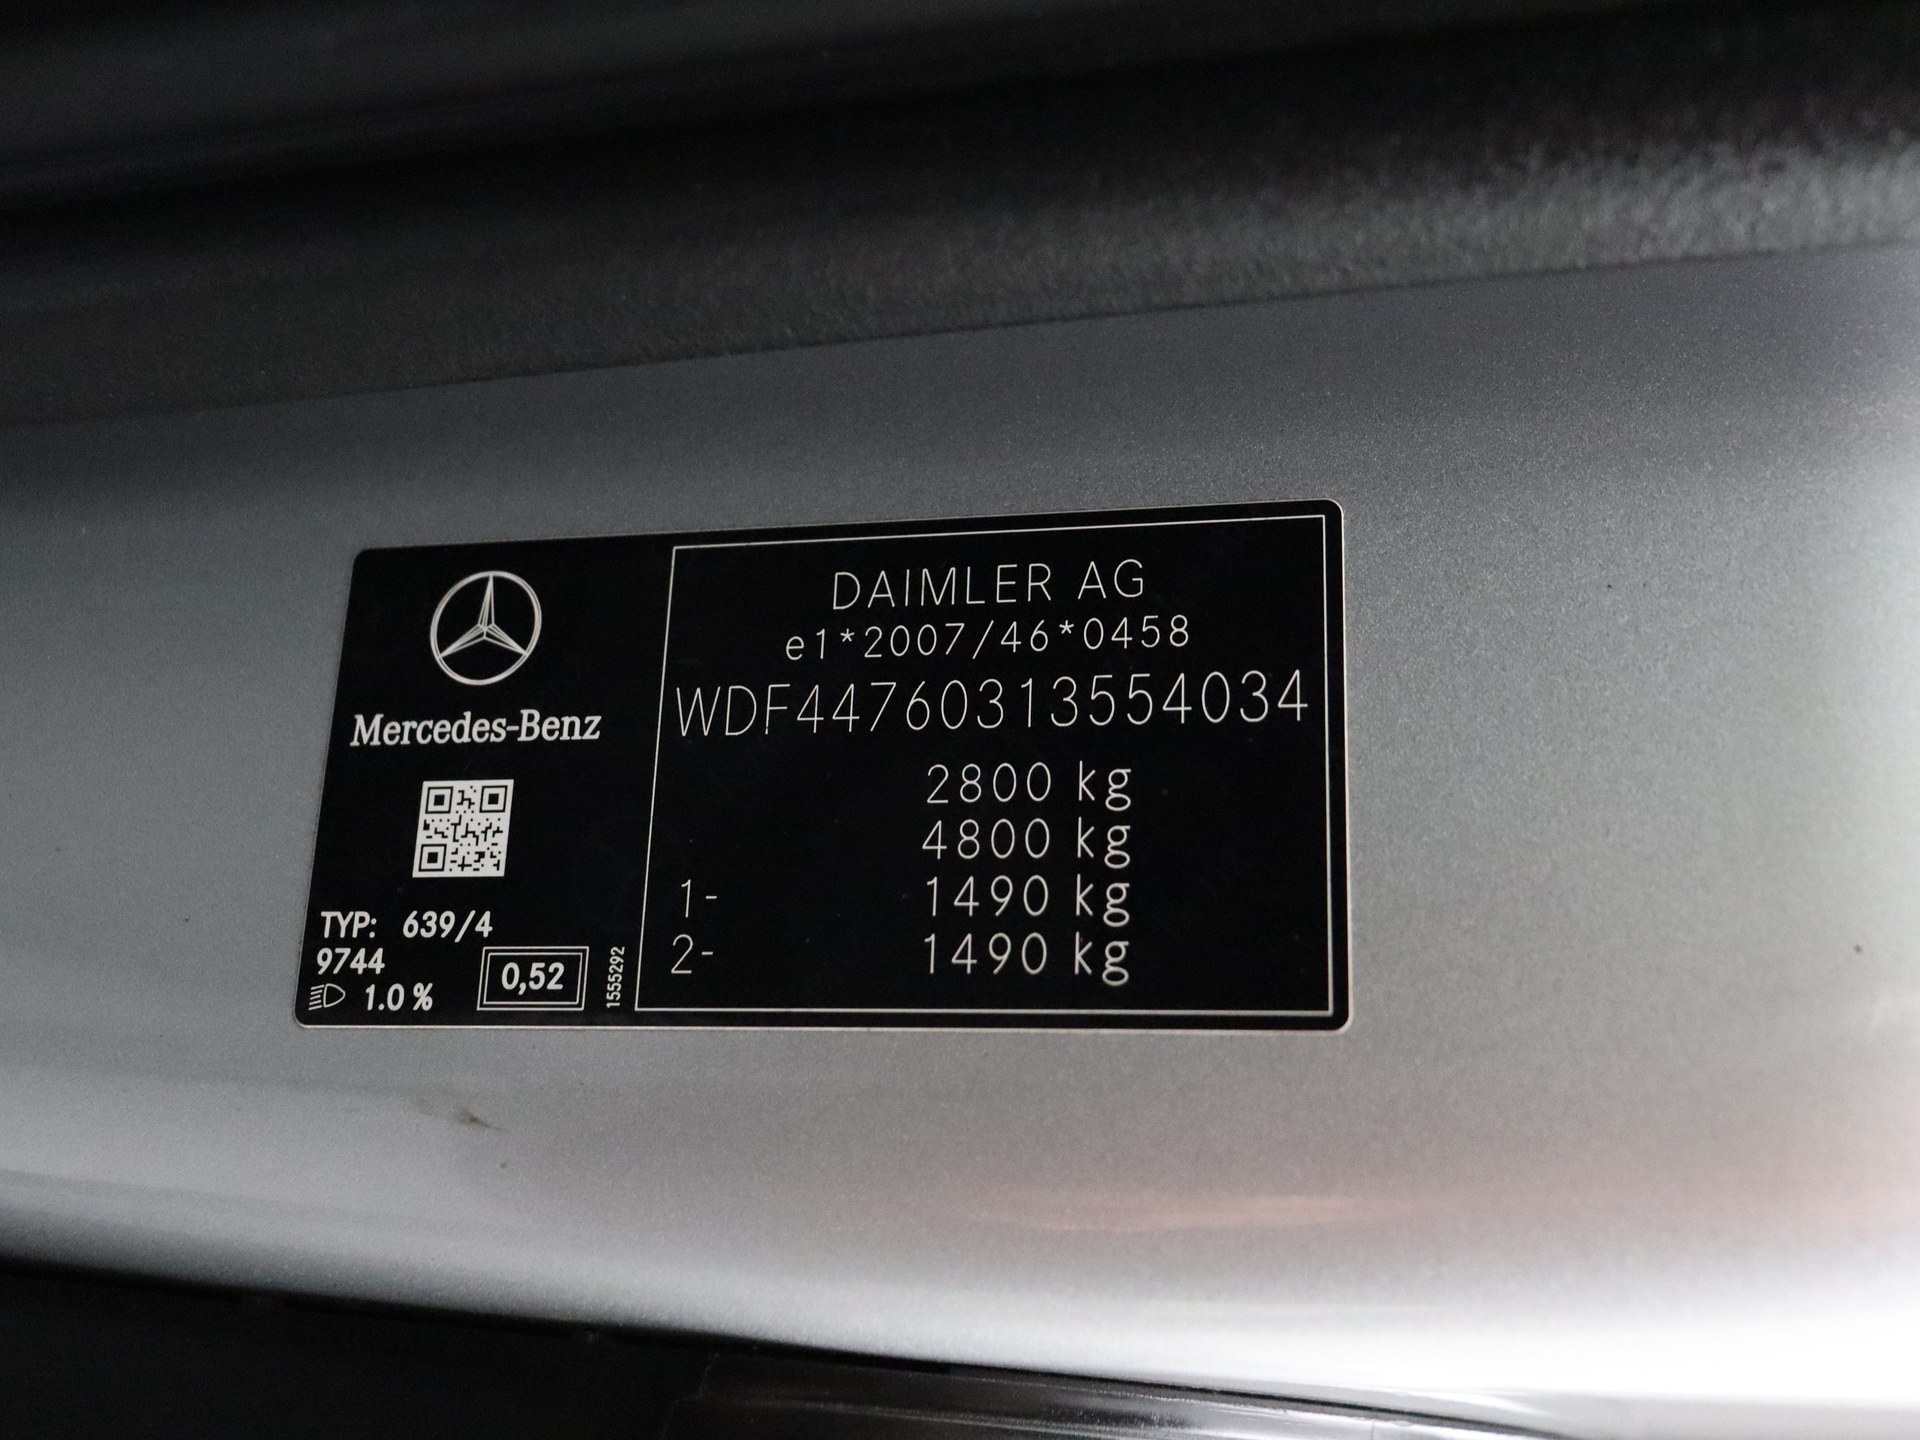 Mercedes-Benz
TYP: 639/4
9744
1.0 %
0,52
1555292
DAIMLER AG
e1*2007/46*0458
WDF44760313554034
2800 kg
4800 kg
1- 1490 kg
2- 1490 kg